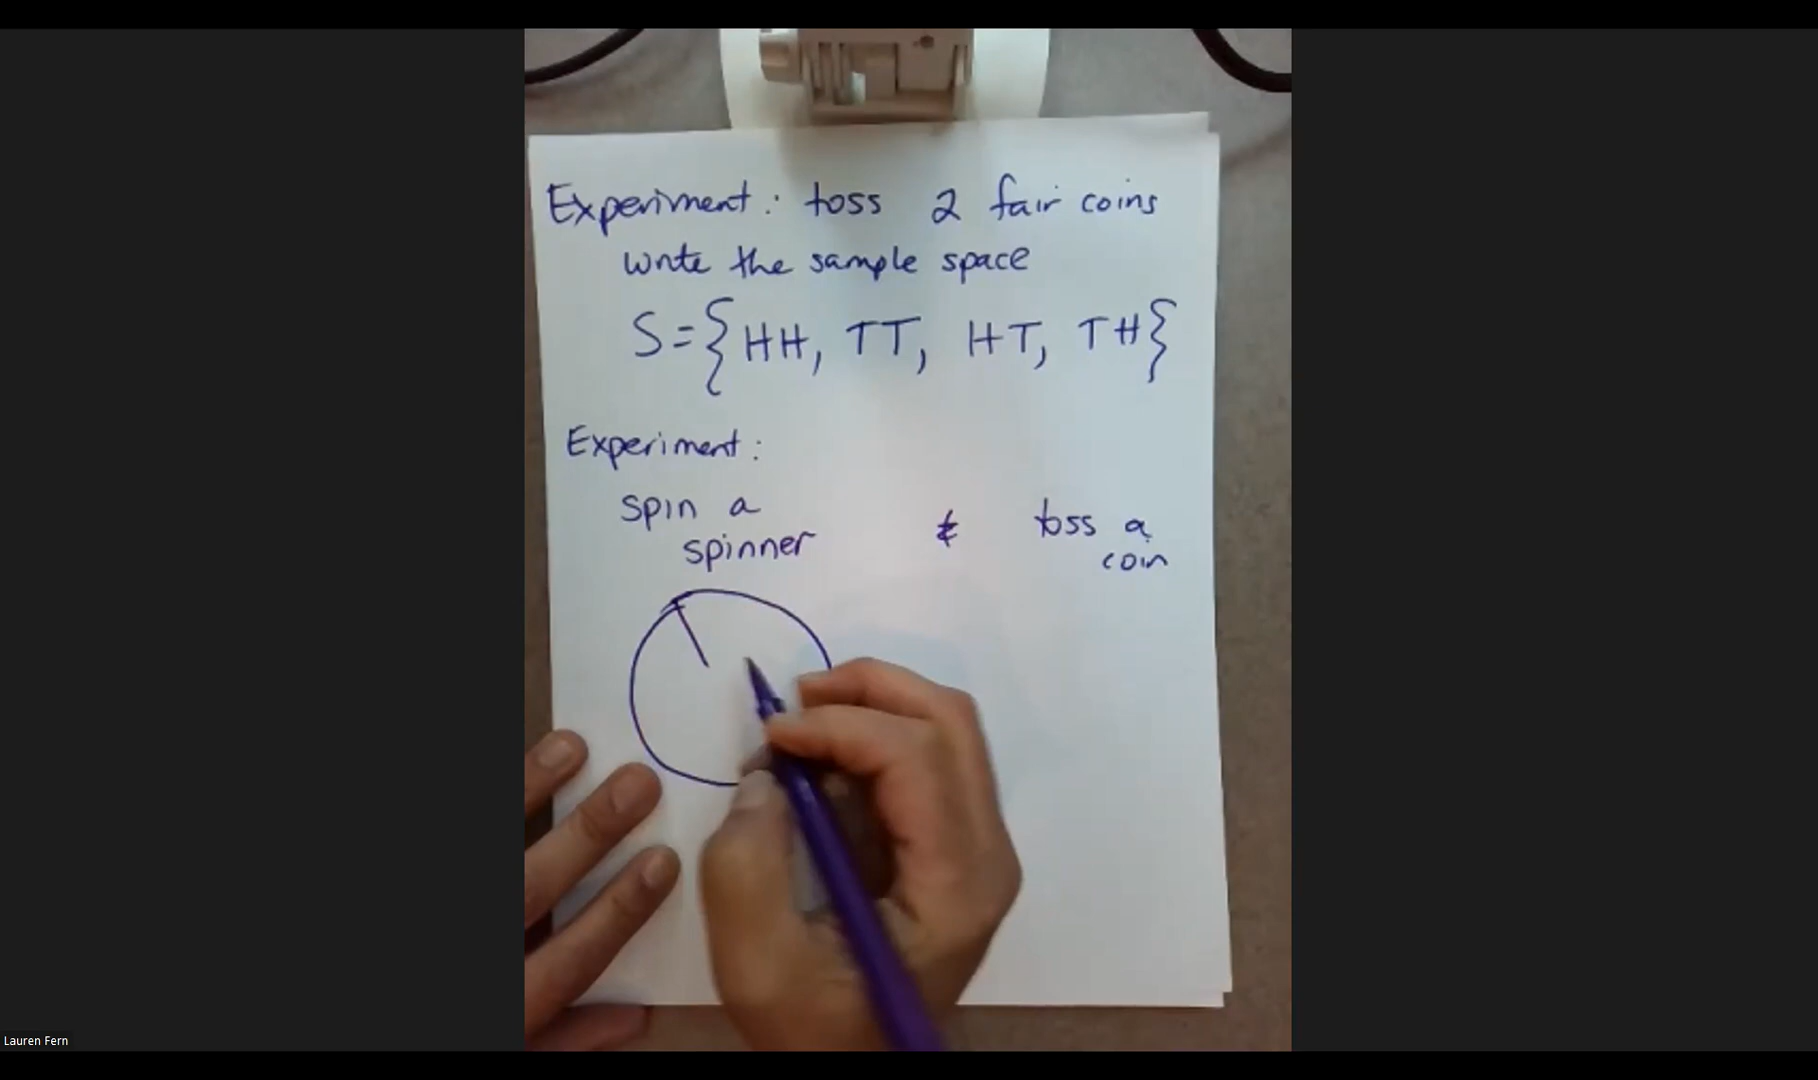 Experiment: toss 2 fair coins
write the sample space
S={HH, TT, HT, TH}
Experiment:
spin a
spinner
& toss a
coin
Lauren Fern